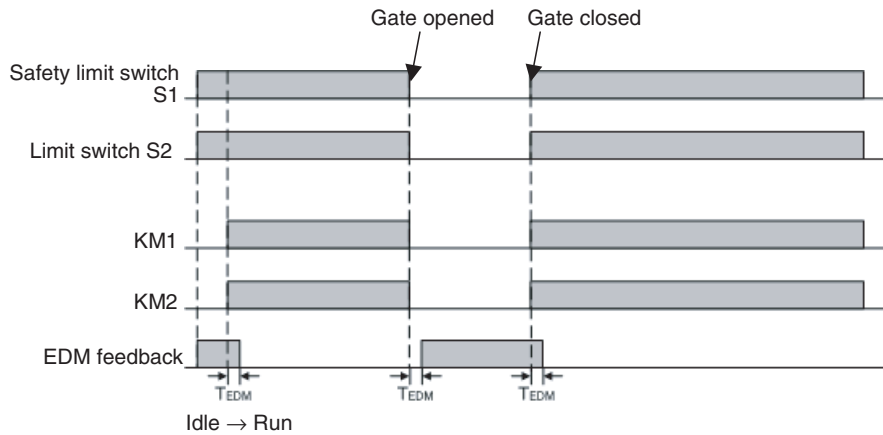 Gate opened
Gate closed
Safety limit switch
S1
Limit switch S2
KM1
KM2
EDM feedback
TEDM
TEDM
TEDM
Idle → Run